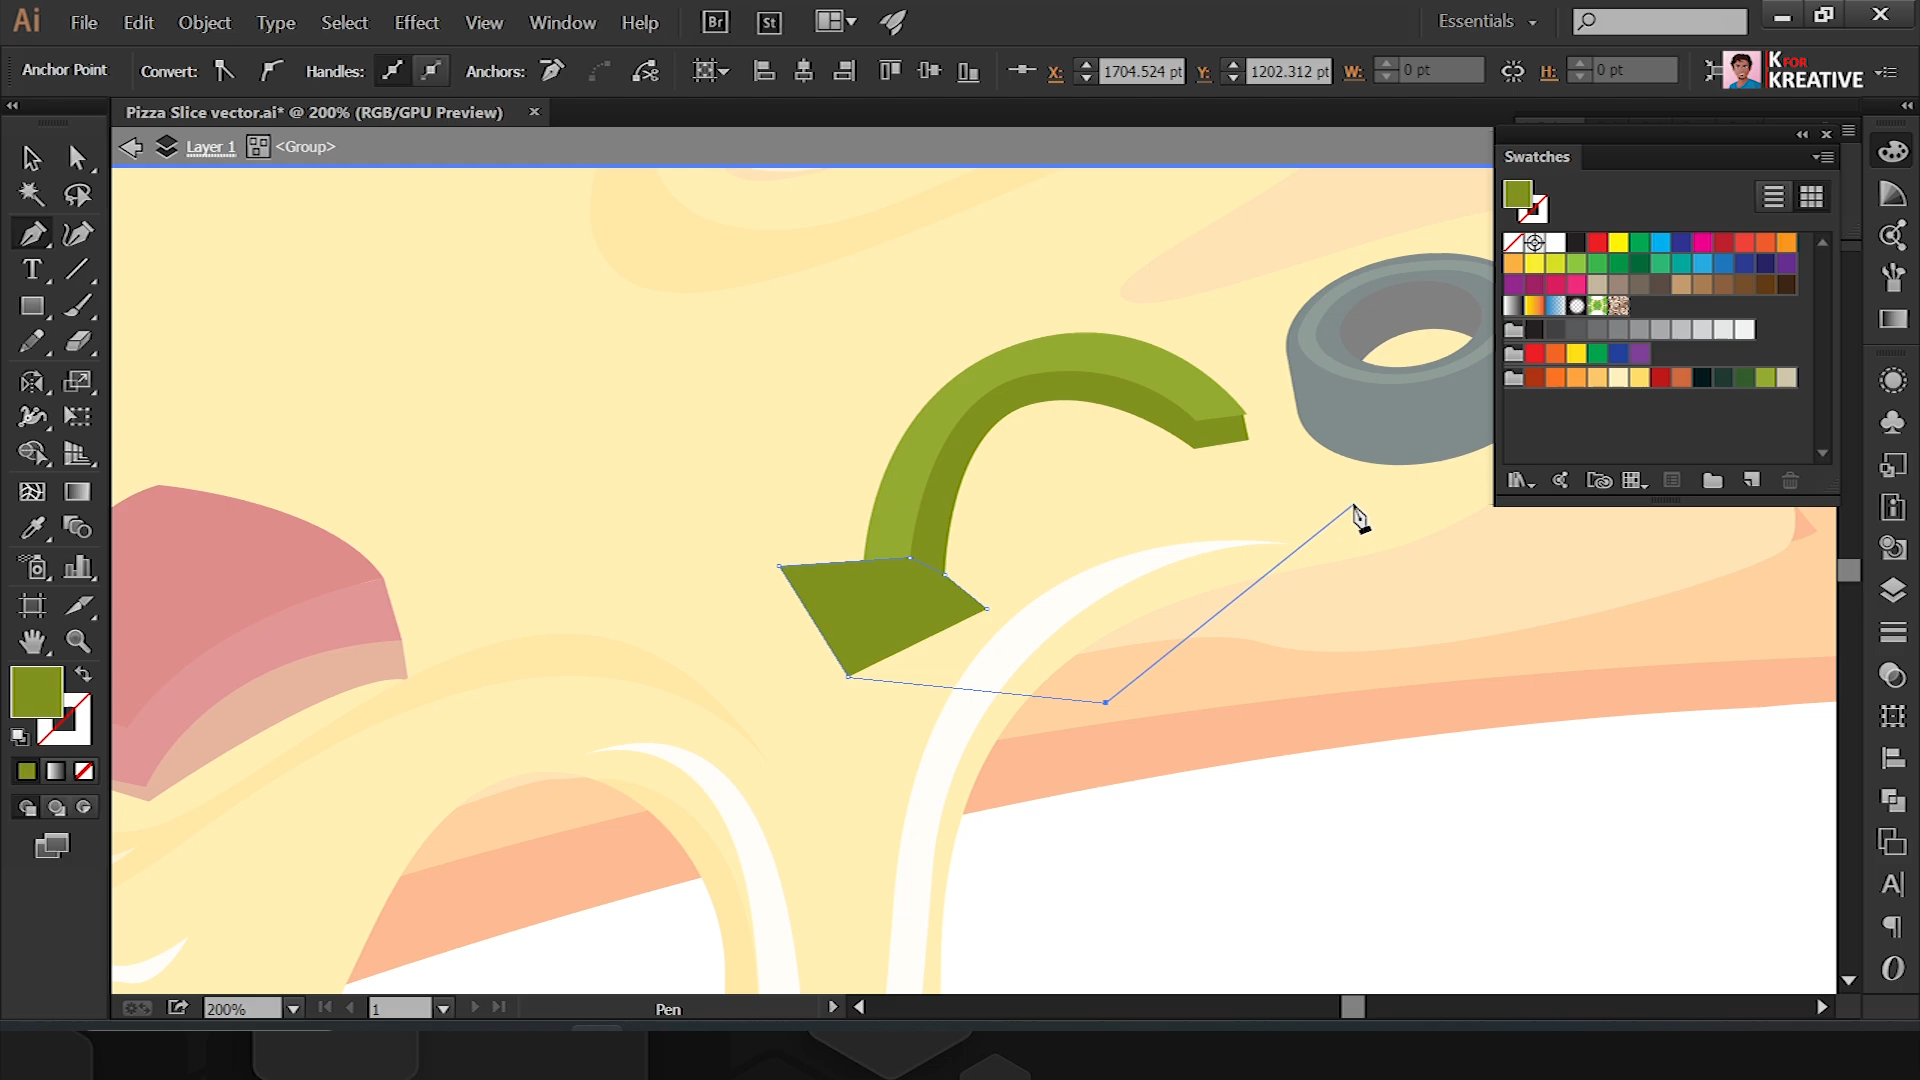 Ai File Edit Object Type Select Effect View Window Help Br St Essentials
Anchor Point Convert: Handles: Anchors: X: 1704.524 pt Y: 1202.312 pt W: 0 pt H: 0 pt K FOR KREATIVE
Pizza Slice vector.ai* @ 200% (RGB/GPU Preview)
Layer 1 <Group>
Swatches
200% 1 Pen